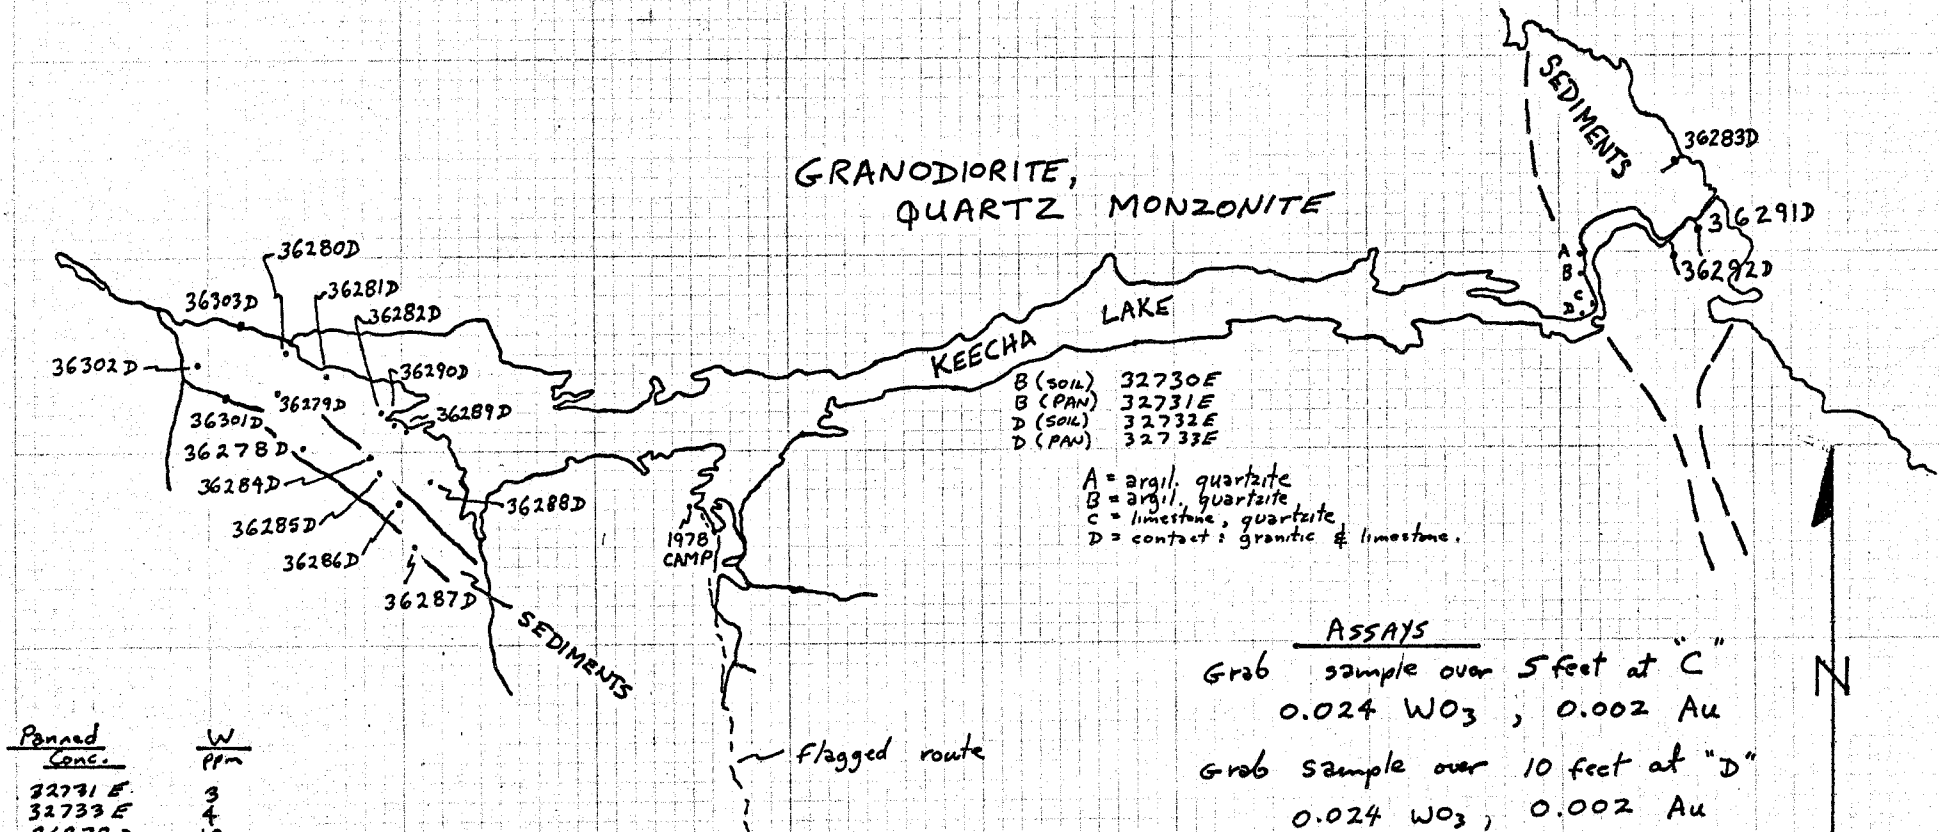 SEDIMENTS
36283D
GRANODIORITE,
QUARTZ MONZONITE
36291D
36292D
A
B
C
D
36280D
36281D
36303D
36282D
LAKE
KEECHA
36302D
36290D
36279D
36289D
36301D
36278D
36284D
36285D
36288D
36286D
36287D
SEDIMENTS
1978
CAMP
B (SOIL) 32730E
B (PAN) 32731E
D (SOIL) 32732E
D (PAN) 32733E
A = argil. quartzite
B = argil. quartzite
C = limestone, quartzite
D = contact : granitic & limestone.
ASSAYS
Grab sample over 5 feet at "C"
0.024 WO3 , 0.002 Au
Grab sample over 10 feet at "D"
0.024 WO3, 0.002 Au
N
flagged route
Panned W
Conc. ppm
32731 E 3
32733 E 4